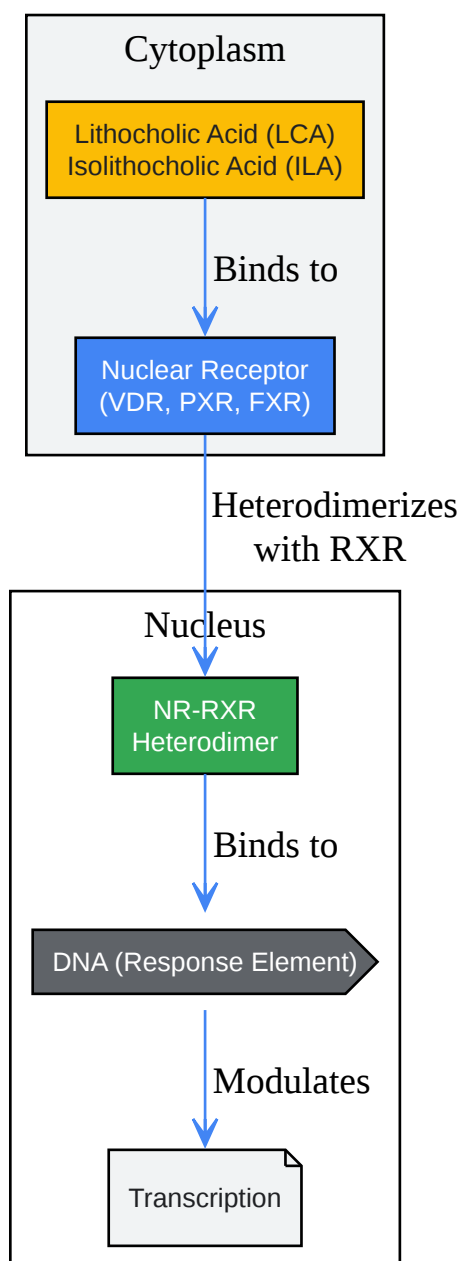 Cytoplasm
Lithocholic Acid (LCA)
Isolithocholic Acid (ILA)
Binds to
Nuclear Receptor
(VDR, PXR, FXR)
Heterodimerizes
with RXR
Nucleus
NR-RXR
Heterodimer
Binds to
DNA (Response Element)
Modulates
Transcription